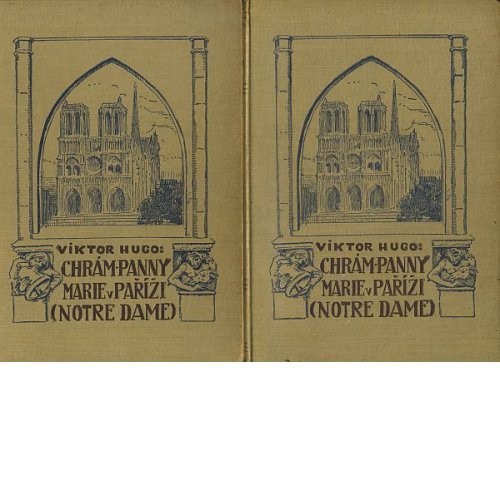 ViKTOR HUGO:
CHRÁM·PANNY
MARIE v PAŘÍŽI
(NOTRE DAME)
ViKTOR HUGO:
CHRÁM·PANNY
MARIE v PAŘÍŽI
(NOTRE DAME)